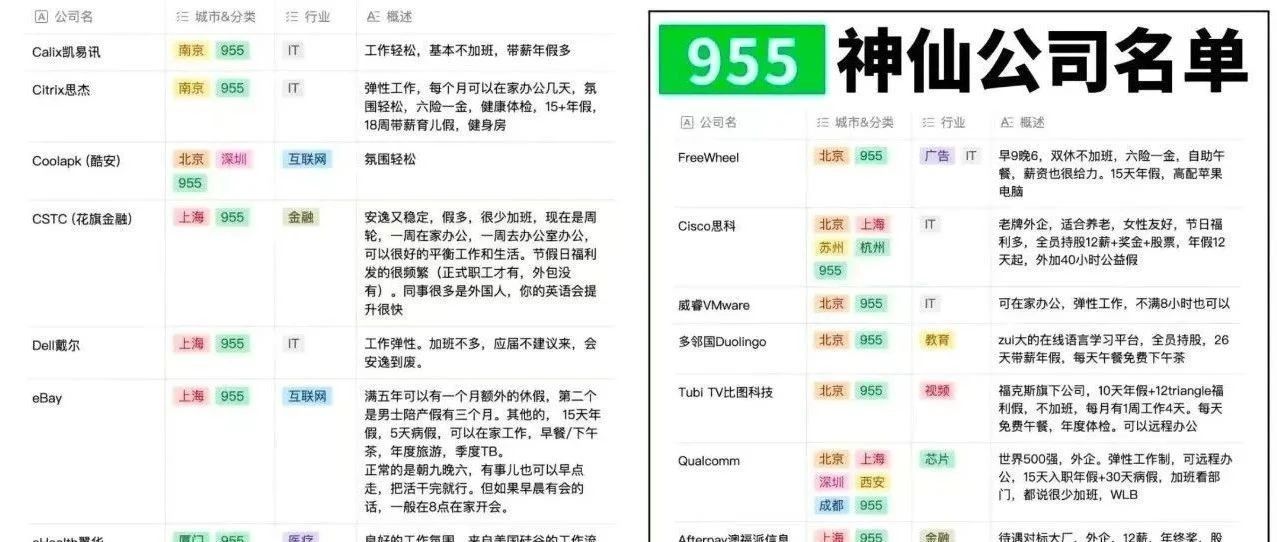 公司名 城市&分类 行业 概述
Calix凯易讯 南京 955 IT 工作轻松，基本不加班，带薪年假多
Citrix思杰 南京 955 IT 弹性工作，每个月可以在家办公几天，氛
围轻松，六险一金，健康体检，15+年假，
18周带薪育儿假，健身房
Coolapk (酷安) 北京 深圳 互联网 氛围轻松
955
CSTC (花旗金融) 上海 955 金融 安逸又稳定，假多，很少加班，现在是周
轮，一周在家办公，一周去办公室办公，
可以很好的平衡工作和生活。节假日福利
发的很频繁（正式职工才有，外包没
有）。同事很多是外国人，你的英语会提
升很快
Dell戴尔 上海 955 IT 工作弹性。加班不多，应届不建议来，会
安逸到废。
eBay 上海 955 互联网 满五年可以有一个月额外的休假，第二个
是男士陪产假有三个月。其他的， 15天年
假，5天病假，可以在家工作，早餐/下午
茶，年度旅游，季度TB。
正常的是朝九晚六，有事儿也可以早点
走，把活干完就行。但如果早晨有会的
话，一般在8点在家开会。
eHealth翼华 厦门 955 医疗 良好的工作氛围，来自美国硅谷的工作流
955 神仙公司名单
公司名 城市&分类 行业 概述
FreeWheel 北京 955 广告 IT 早9晚6，双休不加班，六险一金，自助午
餐，薪资也很给力。15天年假，高配苹果
电脑
Cisco思科 北京 上海 IT 老牌外企，适合养老，女性友好，节日福
苏州 杭州 利多，全员持股12薪+奖金+股票，年假12
955 天起，外加40小时公益假
威睿VMware 北京 955 IT 可在家办公，弹性工作，不满8小时也可以
多邻国Duolingo 北京 955 教育 zui大的在线语言学习平台，全员持股，26
天带薪年假，每天午餐免费下午茶
Tubi TV比图科技 北京 955 视频 福克斯旗下公司，10天年假+12triangle福
利假，不加班，每月有1周工作4天。每天
免费午餐，年度体检。可以远程办公
Qualcomm 北京 上海 芯片 世界500强，外企。弹性工作制，可远程办
深圳 西安 公，15天入职年假+30天病假，加班看部
成都 955 门，都说很少加班，WLB
Afterpay澳福派信息 上海 955 金融 待遇对标大厂，外企，12薪，年终奖，股